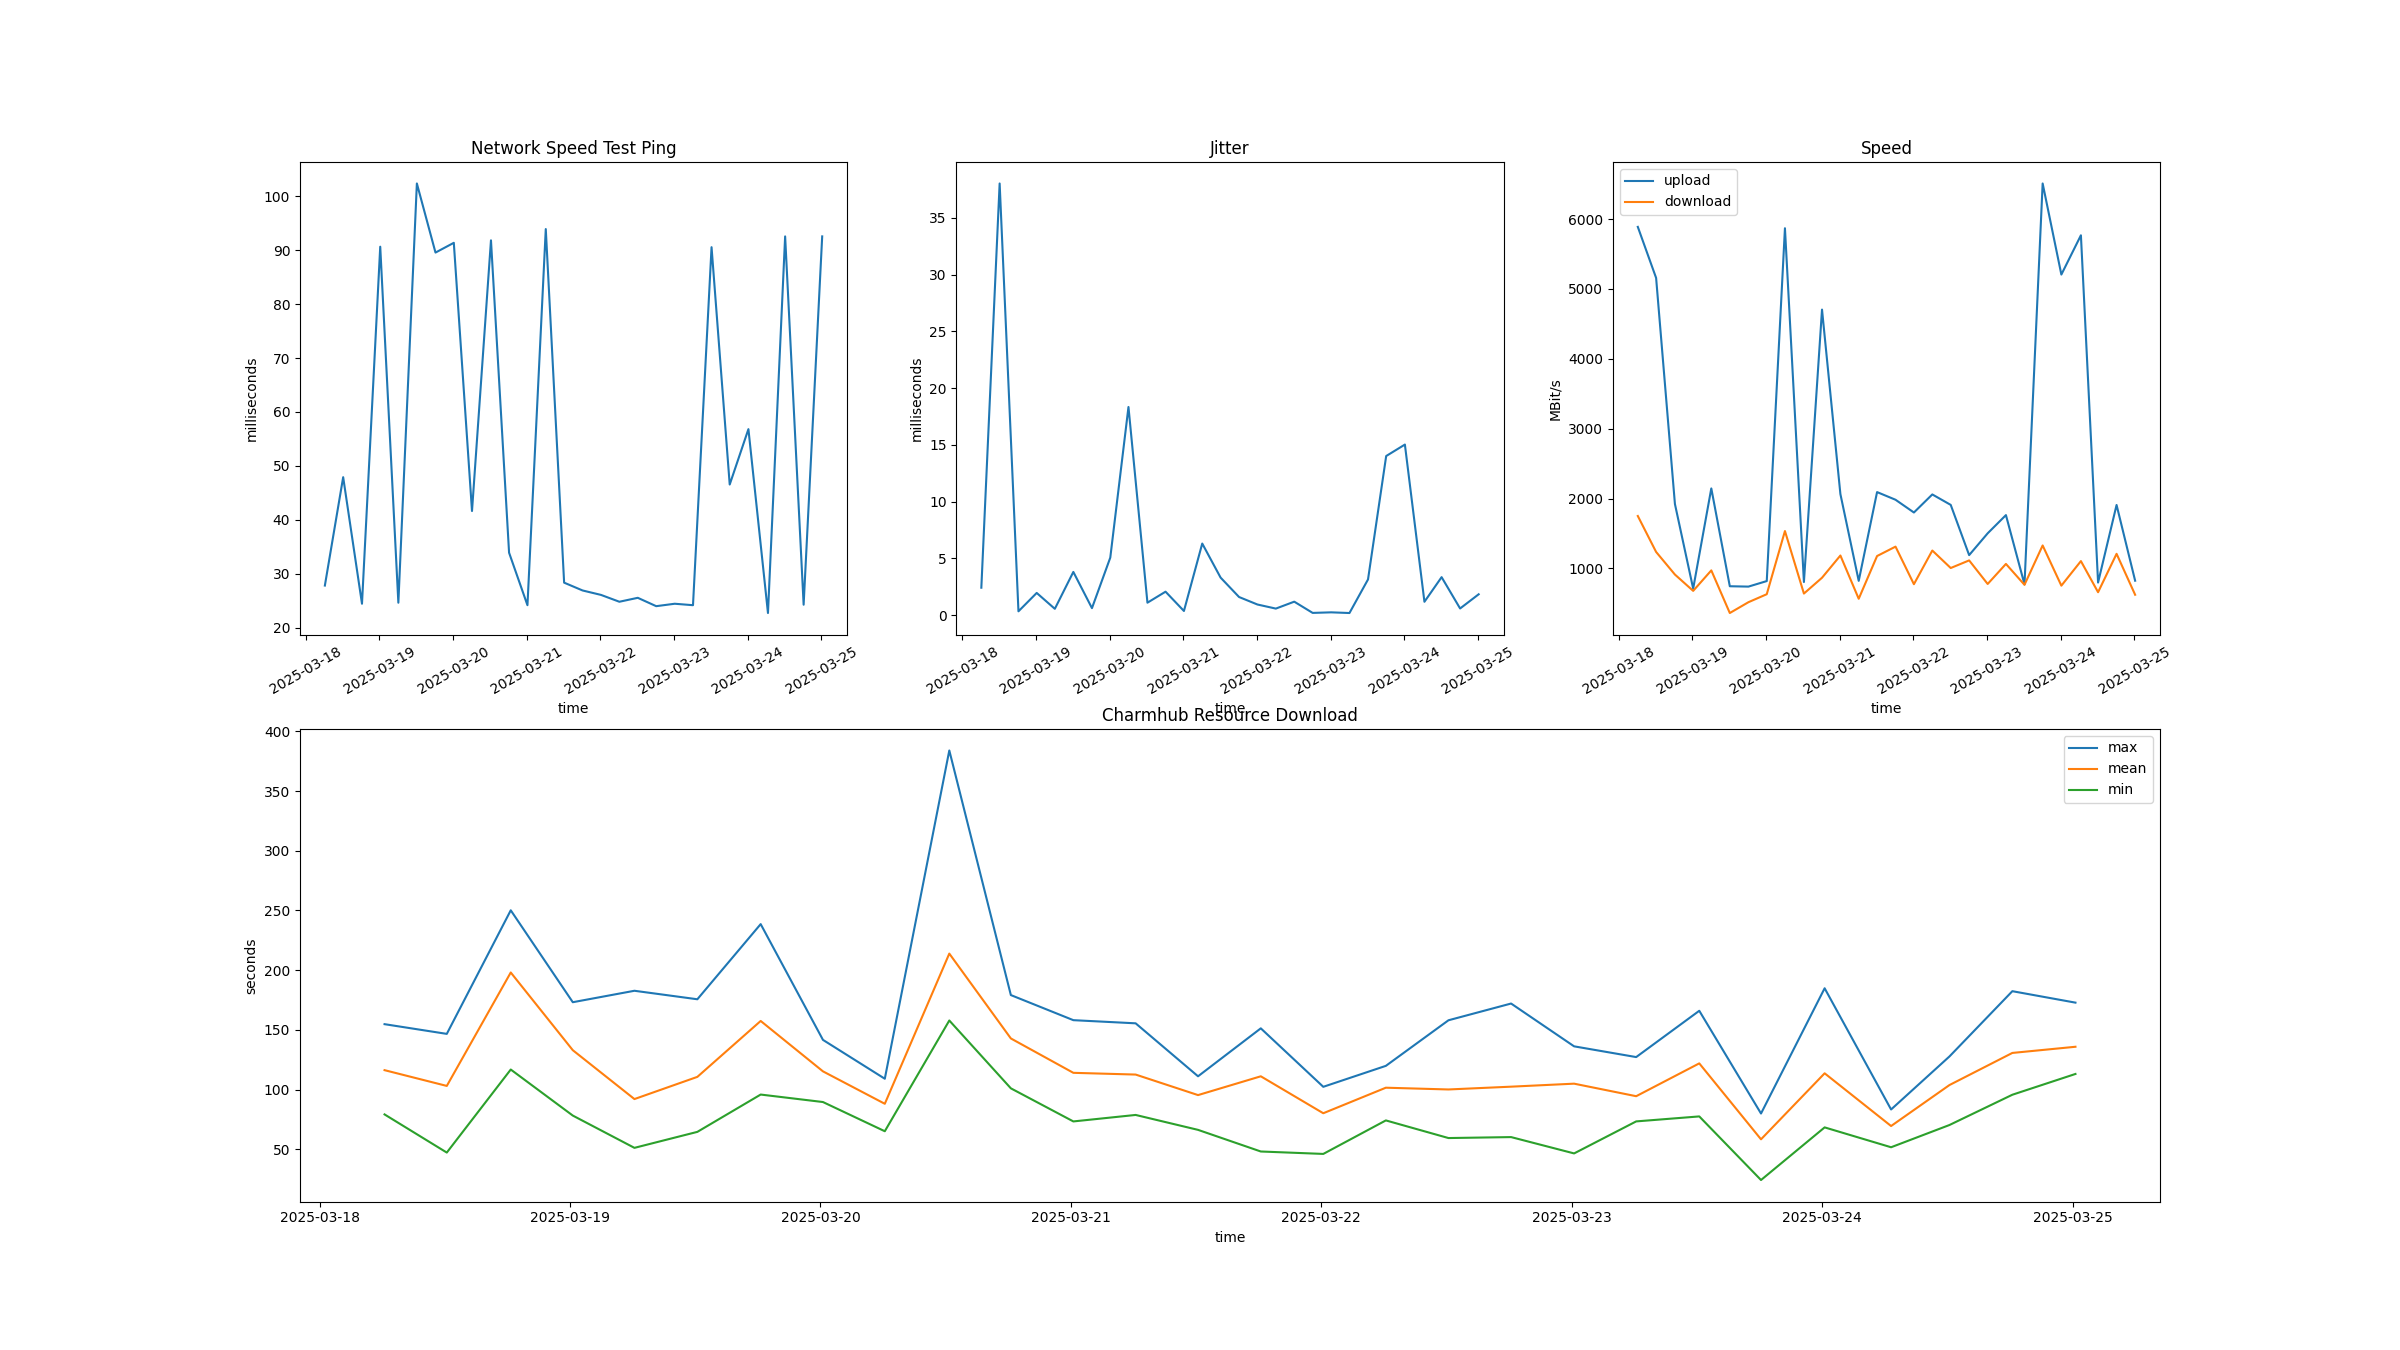 Network Speed Test Ping
milliseconds
100
90
80
70
60
50
40
30
20
2025-03-18 2025-03-19 2025-03-20 2025-03-21 2025-03-22 2025-03-23 2025-03-24 2025-03-25
time
Jitter
milliseconds
35
30
25
20
15
10
5
0
2025-03-18 2025-03-19 2025-03-20 2025-03-21 2025-03-22 2025-03-23 2025-03-24 2025-03-25
time
Speed
upload
download
MBit/s
6000
5000
4000
3000
2000
1000
2025-03-18 2025-03-19 2025-03-20 2025-03-21 2025-03-22 2025-03-23 2025-03-24 2025-03-25
time
Charmhub Resource Download
max
mean
min
seconds
400
350
300
250
200
150
100
50
2025-03-18 2025-03-19 2025-03-20 2025-03-21 2025-03-22 2025-03-23 2025-03-24 2025-03-25
time